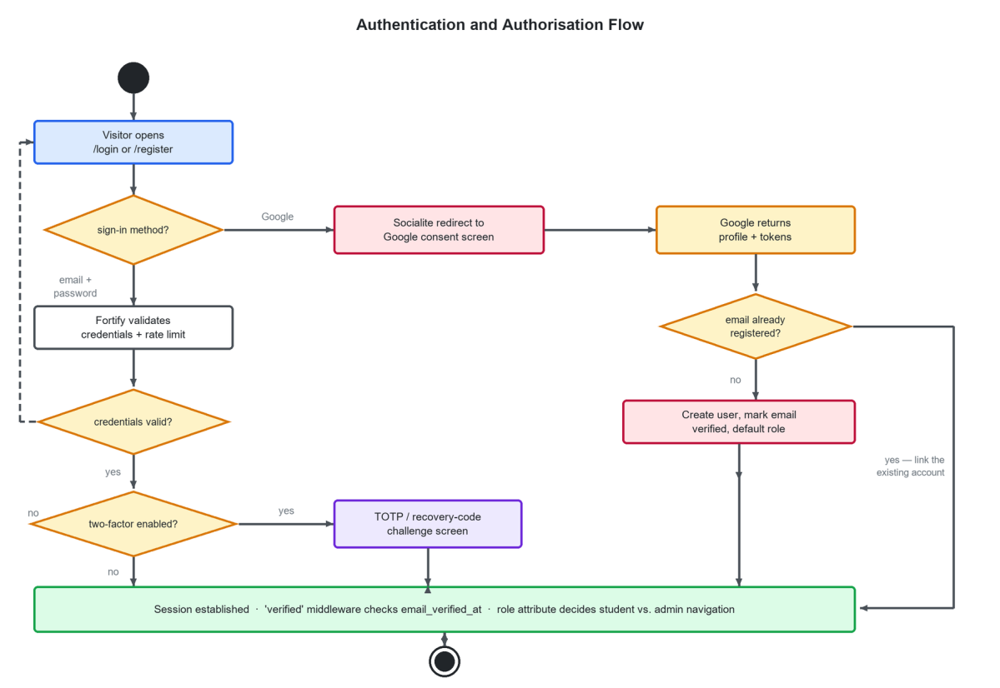 Authentication and Authorisation Flow
Visitor opens
/login or /register
sign-in method?
Google
Socialite redirect to
Google consent screen
Google returns
profile + tokens
email +
password
Fortify validates
credentials + rate limit
email already
registered?
no
Create user, mark email
verified, default role
yes — link the
existing account
credentials valid?
yes
no
two-factor enabled?
yes
TOTP / recovery-code
challenge screen
no
Session established · 'verified' middleware checks email_verified_at · role attribute decides student vs. admin navigation